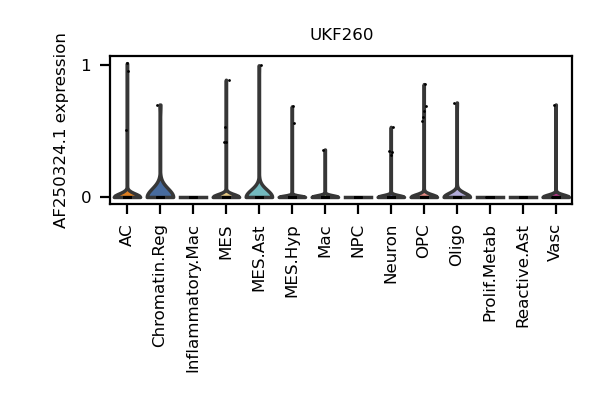 UKF260
AF250324.1 expression
1
0
AC
Chromatin.Reg
Inflammatory.Mac
MES
MES.Ast
MES.Hyp
Mac
NPC
Neuron
OPC
Oligo
Prolif.Metab
Reactive.Ast
Vasc